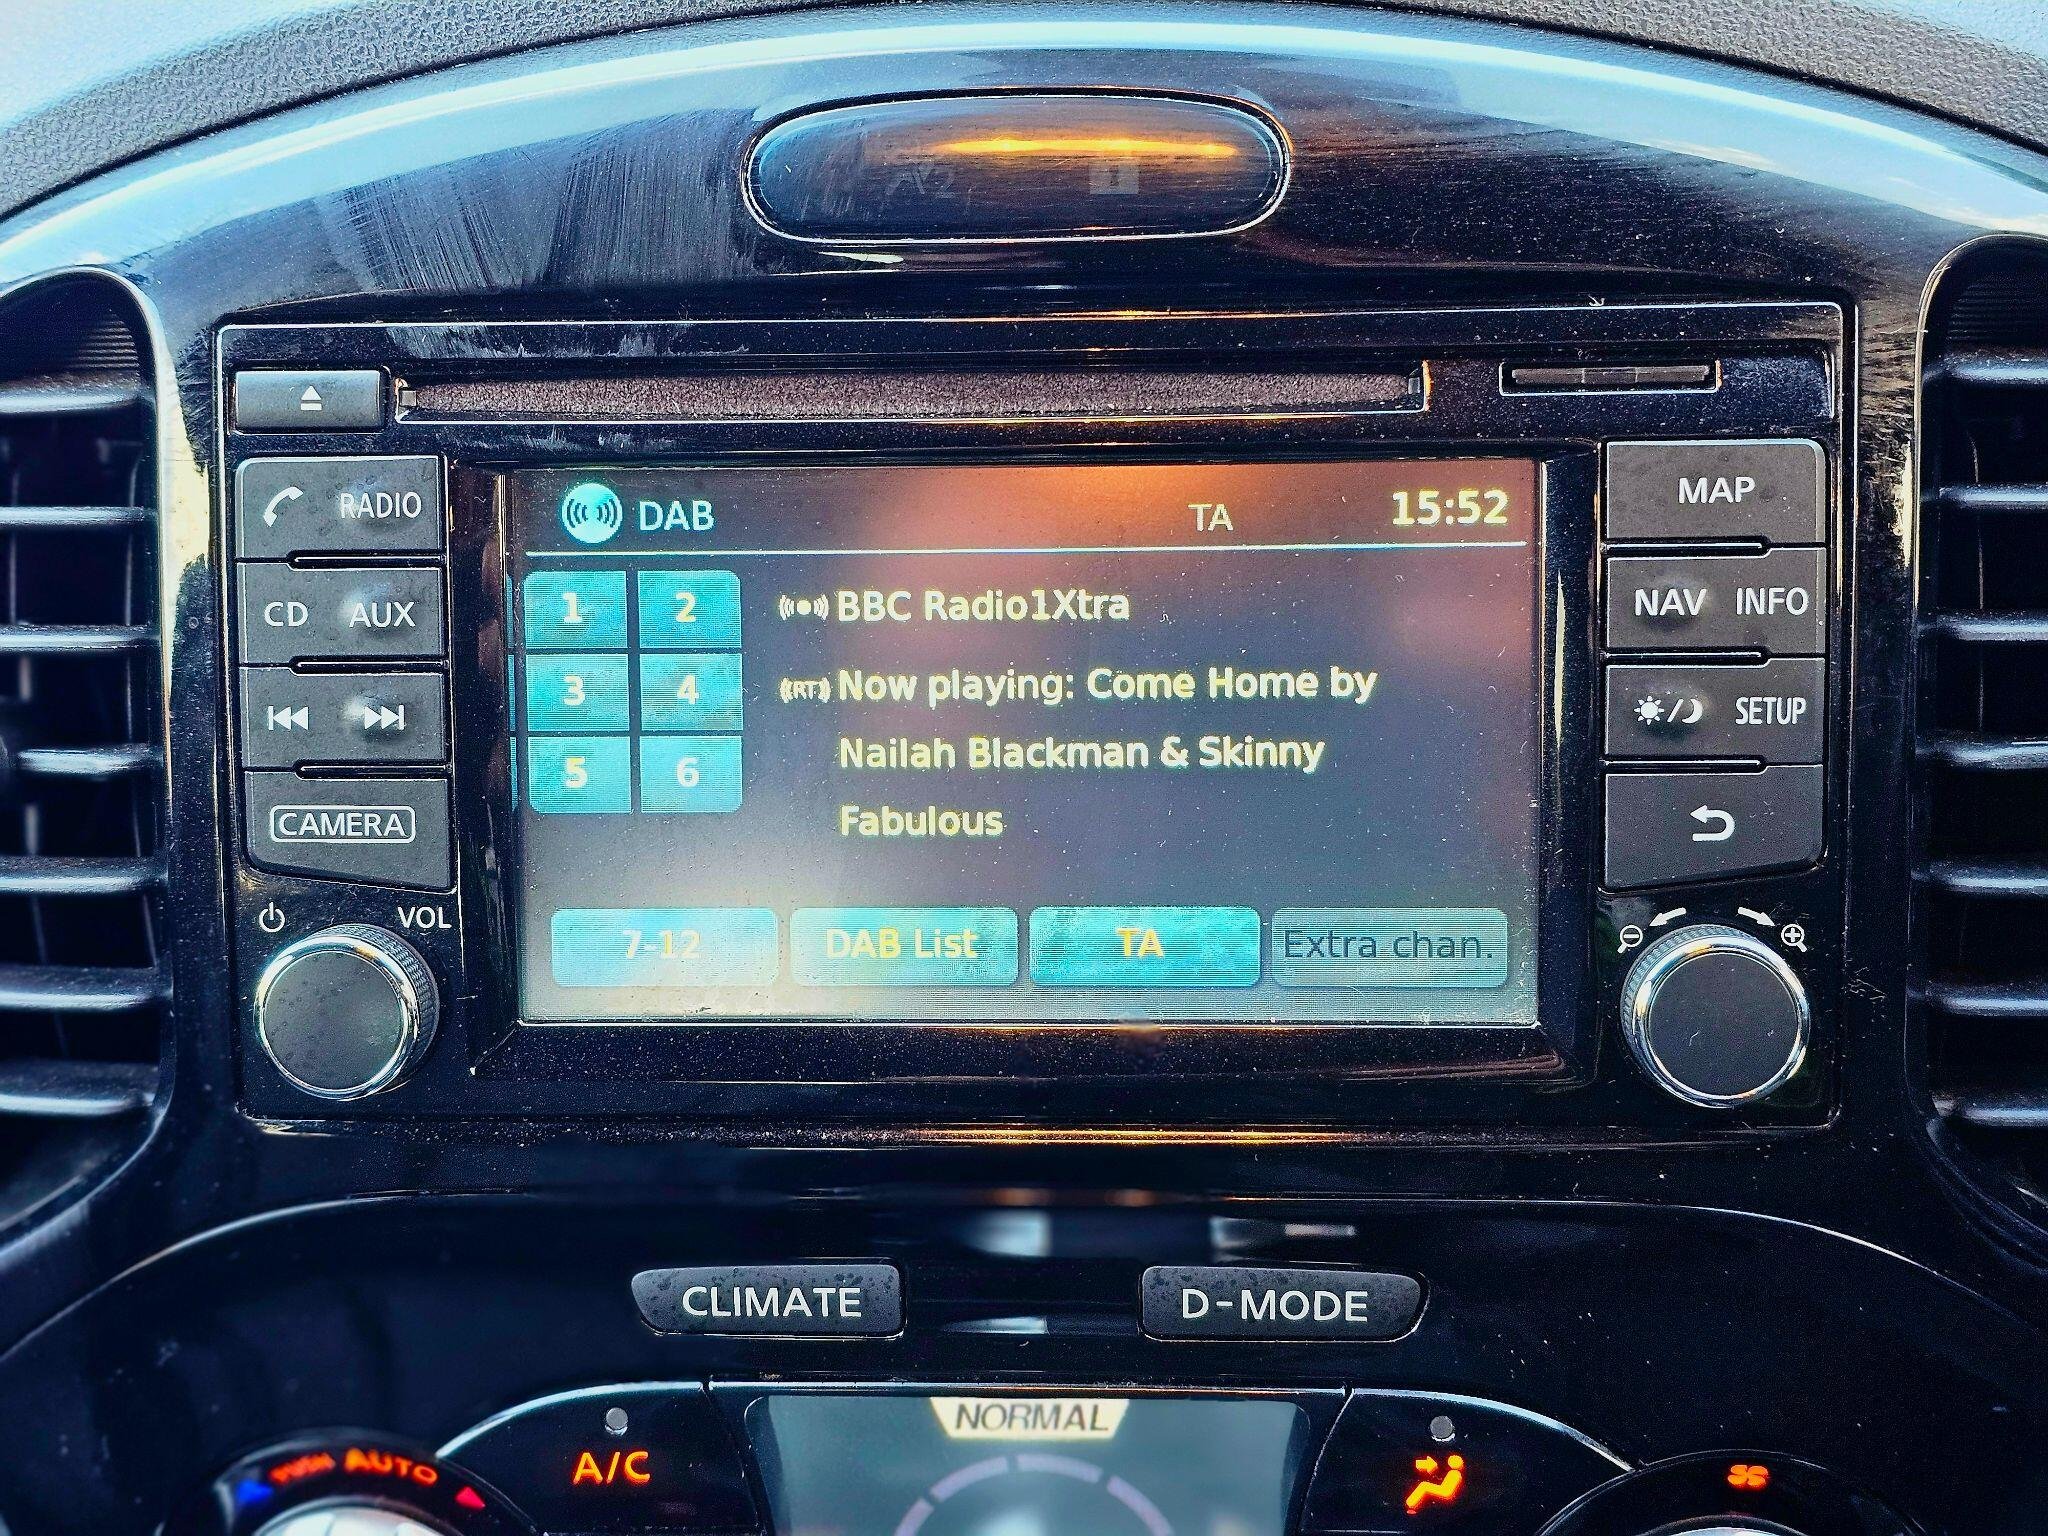 RADIO
CD AUX
CAMERA
VOL
DAB TA 15:52
1 2
3 4
5 6
BBC Radio1Xtra
RT Now playing: Come Home by
Nailah Blackman & Skinny
Fabulous
7-12 DAB List TA Extra chan.
MAP
NAV INFO
SETUP
CLIMATE D-MODE
NORMAL
PUSH AUTO
A/C